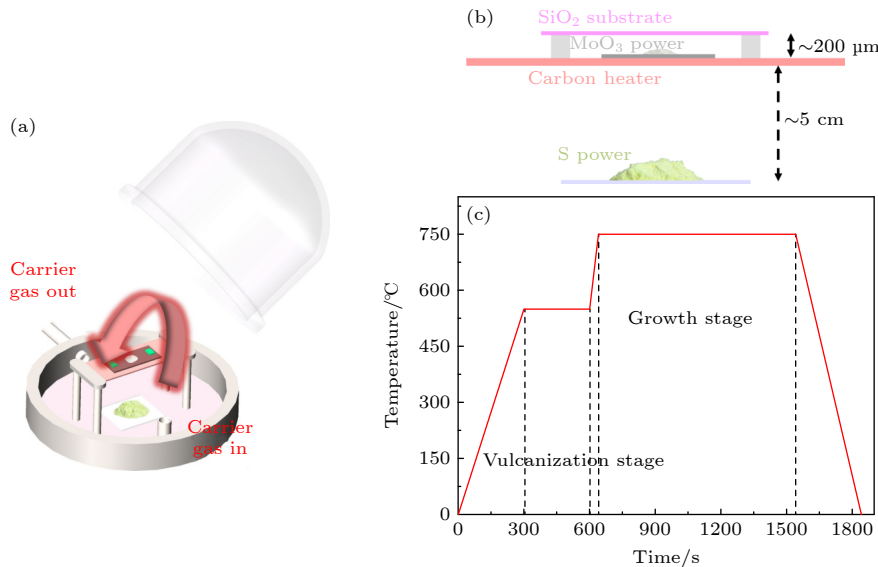 (a)
Carrier
gas out
Carrier
gas in
(b)
SiO₂ substrate
MoO₃ power
~200 μm
Carbon heater
~5 cm
S power
(c)
750
600
450
300
150
0
Temperature/℃
Growth stage
Vulcanization stage
0 300 600 900 1200 1500 1800
Time/s